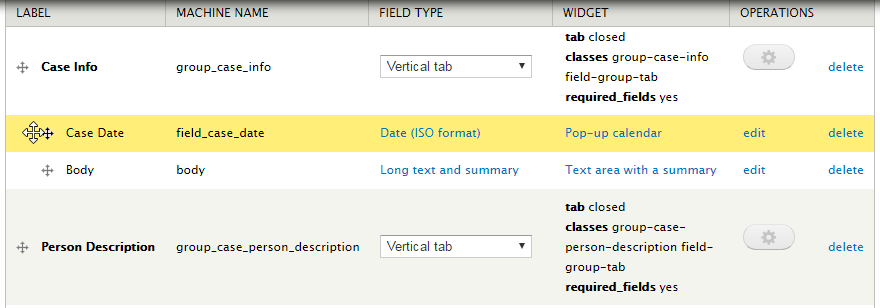 LABEL MACHINE NAME FIELD TYPE WIDGET OPERATIONS
tab closed
classes group-case-info
Case Info group_case_info Vertical tab field-group-tab delete
required_fields yes
Case Date field_case_date Date (ISO format) Pop-up calendar edit delete
Body body Long text and summary Text area with a summary edit delete
tab closed
classes group-case-
Person Description group_case_person_description Vertical tab person-description field- delete
group-tab
required_fields yes